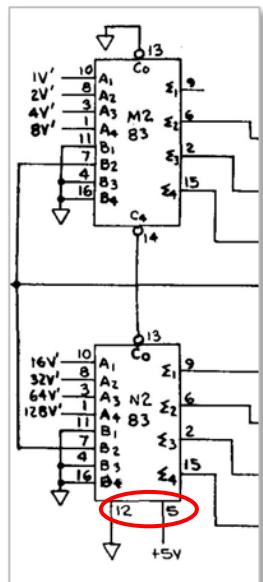 13
C0
1V' 10 A1 Σ1 9
2V' 8 A2
4V' 3 A3 M2 Σ2 6
8V' 1 A4 83
11 B1 Σ3 2
7 B2
4 B3 Σ4 15
16 B4
C4
14
13
C0
16V' 10 A1 Σ1 9
32V' 8 A2
64V' 3 A3 N2 Σ2 6
128V' 1 A4 83
11 B1 Σ3 2
7 B2
4 B3 Σ4 15
16 B4
12 5
+5V